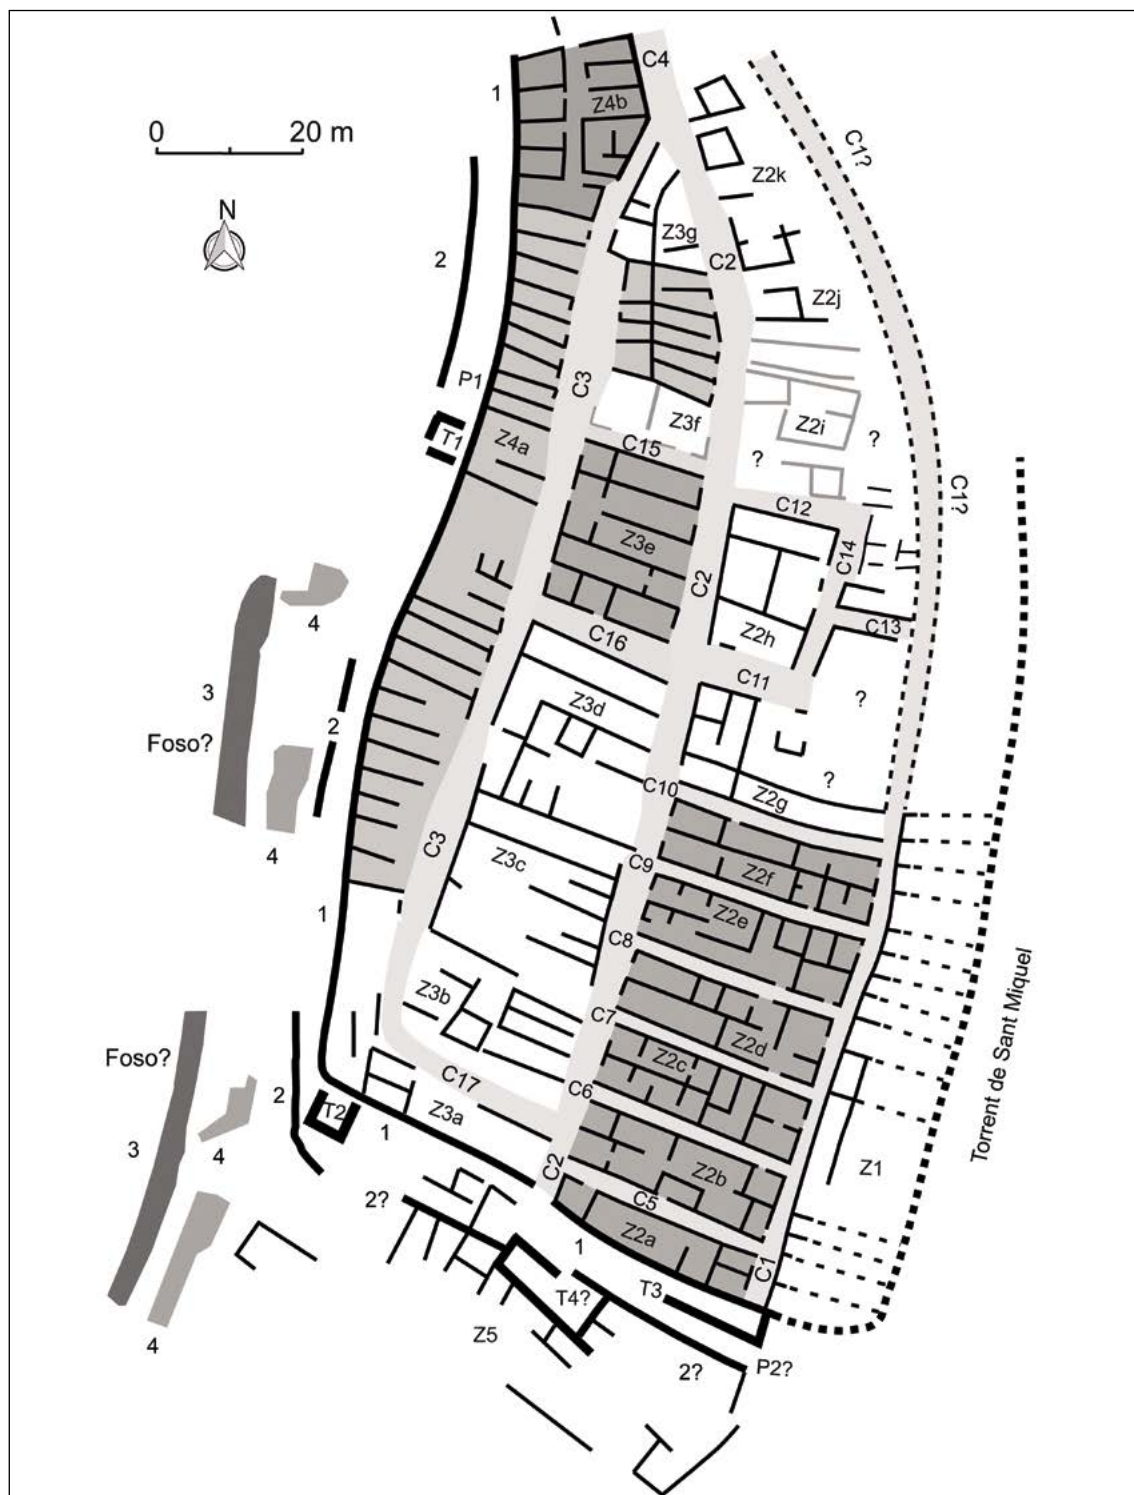 C4
1
Z4b
0 20 m
C1?
Z2k
N
Z3g
2
C2
Z2j
P1
C3
Z3f
Z2i
?
T1
Z4a
C15
?
C1?
C12
Z3e
C14
C2
4
C16
Z2h
C13
3
C11
?
2
Z3d
Foso?
?
C10
Z2g
4
C3
Z3c
C9
Z2f
1
Z2e
C8
Torrent de Sant Miquel
Z3b
C7
Z2d
Foso?
Z2c
C17
C6
2
T2
Z3a
3
4
1
C2
Z2b
Z1
2?
C5
1
Z2a
C1
T3
T4?
Z5
4
2?
P2?